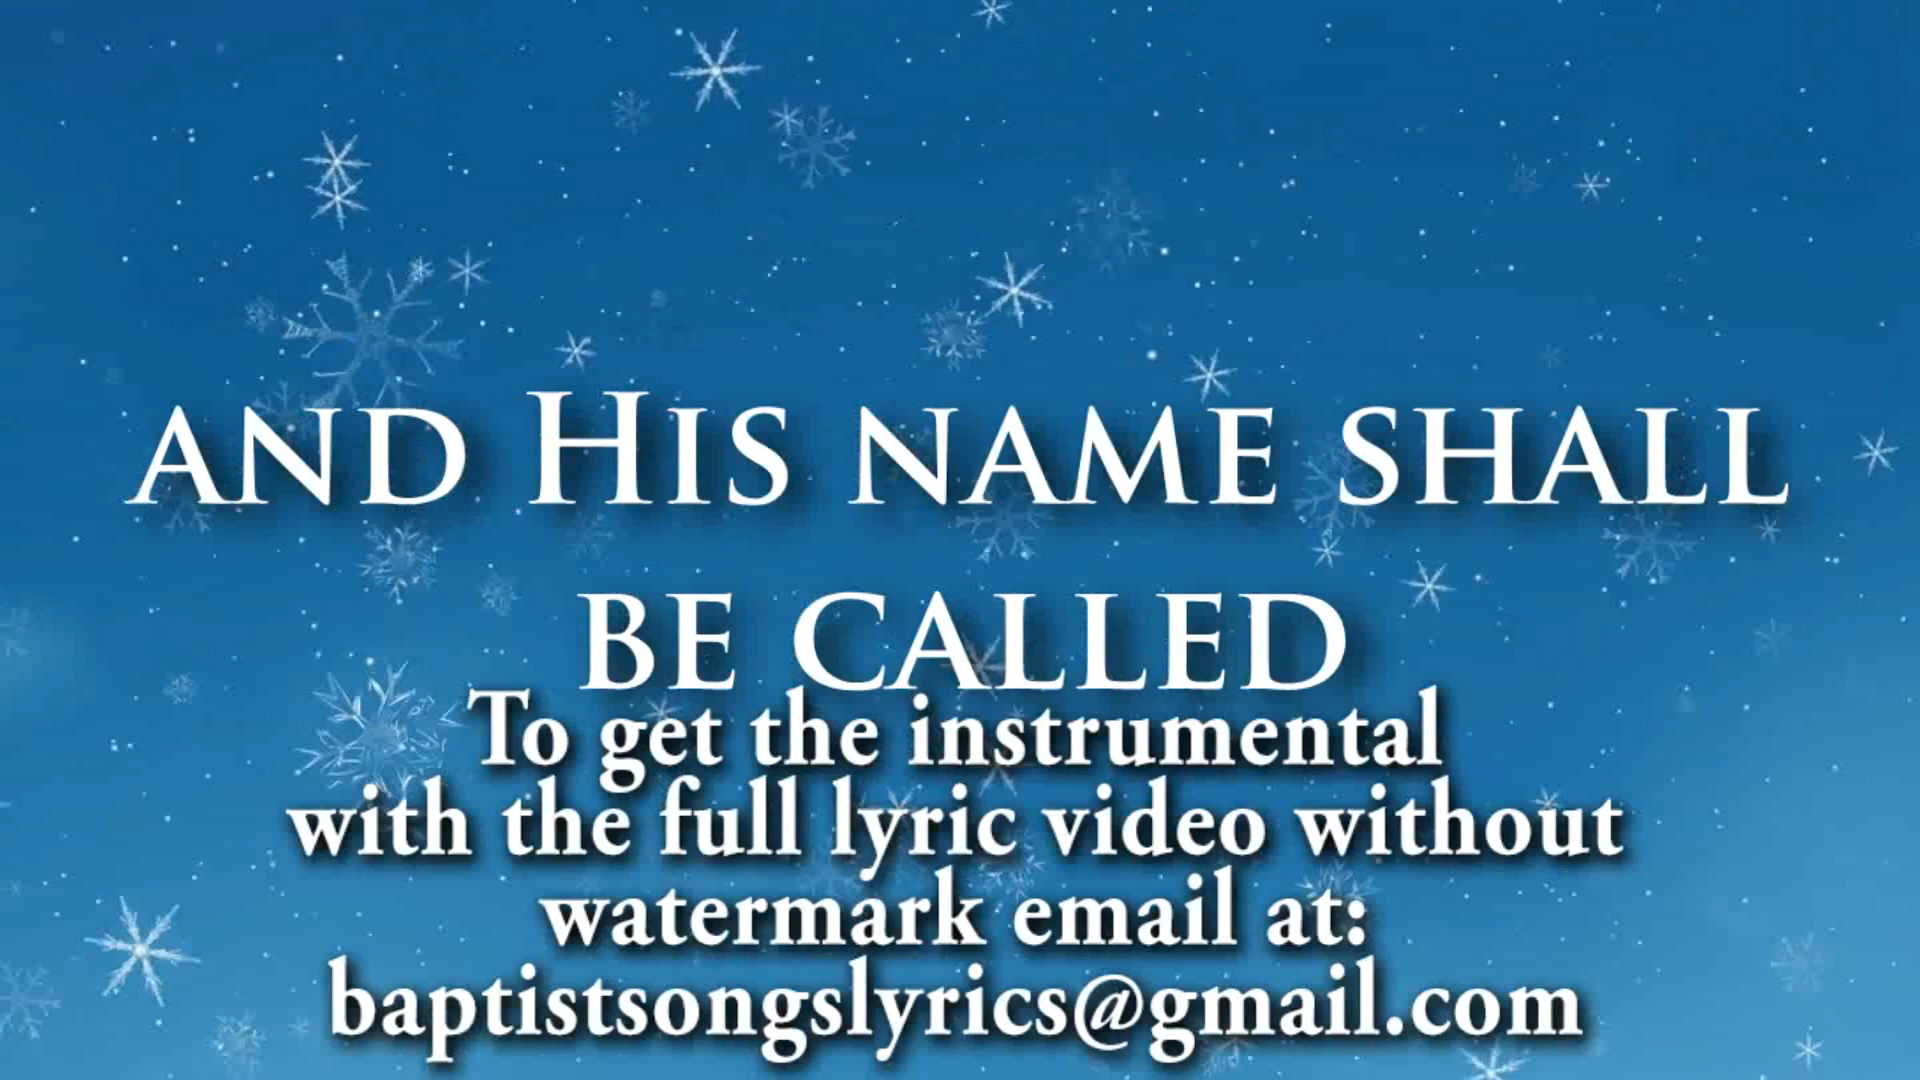 AND HIS NAME SHALL
BE CALLED
To get the instrumental
with the full lyric video without
watermark email at:
baptistsongslyrics@gmail.com